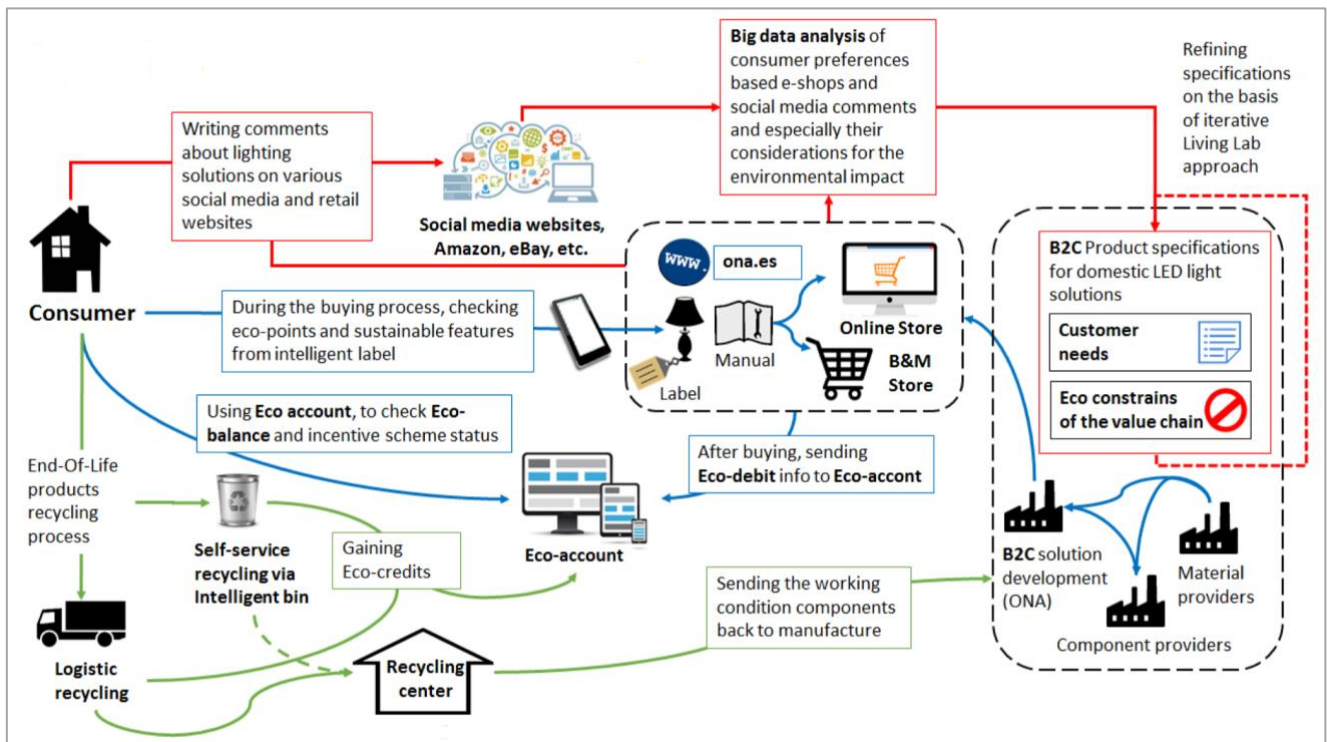 Writing comments
about lighting
solutions on various
social media and retail
websites
Social media websites,
Amazon, eBay, etc.
Big data analysis of
consumer preferences
based e-shops and
social media comments
and especially their
considerations for the
environmental impact
Refining
specifications
on the basis
of iterative
Living Lab
approach
Consumer
During the buying process, checking
eco-points and sustainable features
from intelligent label
www.
ona.es
Label
Manual
Online Store
B&M
Store
B2C Product specifications
for domestic LED light
solutions
Customer
needs
Eco constrains
of the value chain
Using Eco account, to check Eco-
balance and incentive scheme status
After buying, sending
Eco-debit info to Eco-accont
Eco-account
End-Of-Life
products
recycling
process
Self-service
recycling via
Intelligent bin
Gaining
Eco-credits
Logistic
recycling
Recycling
center
Sending the working
condition components
back to manufacture
B2C solution
development
(ONA)
Material
providers
Component providers